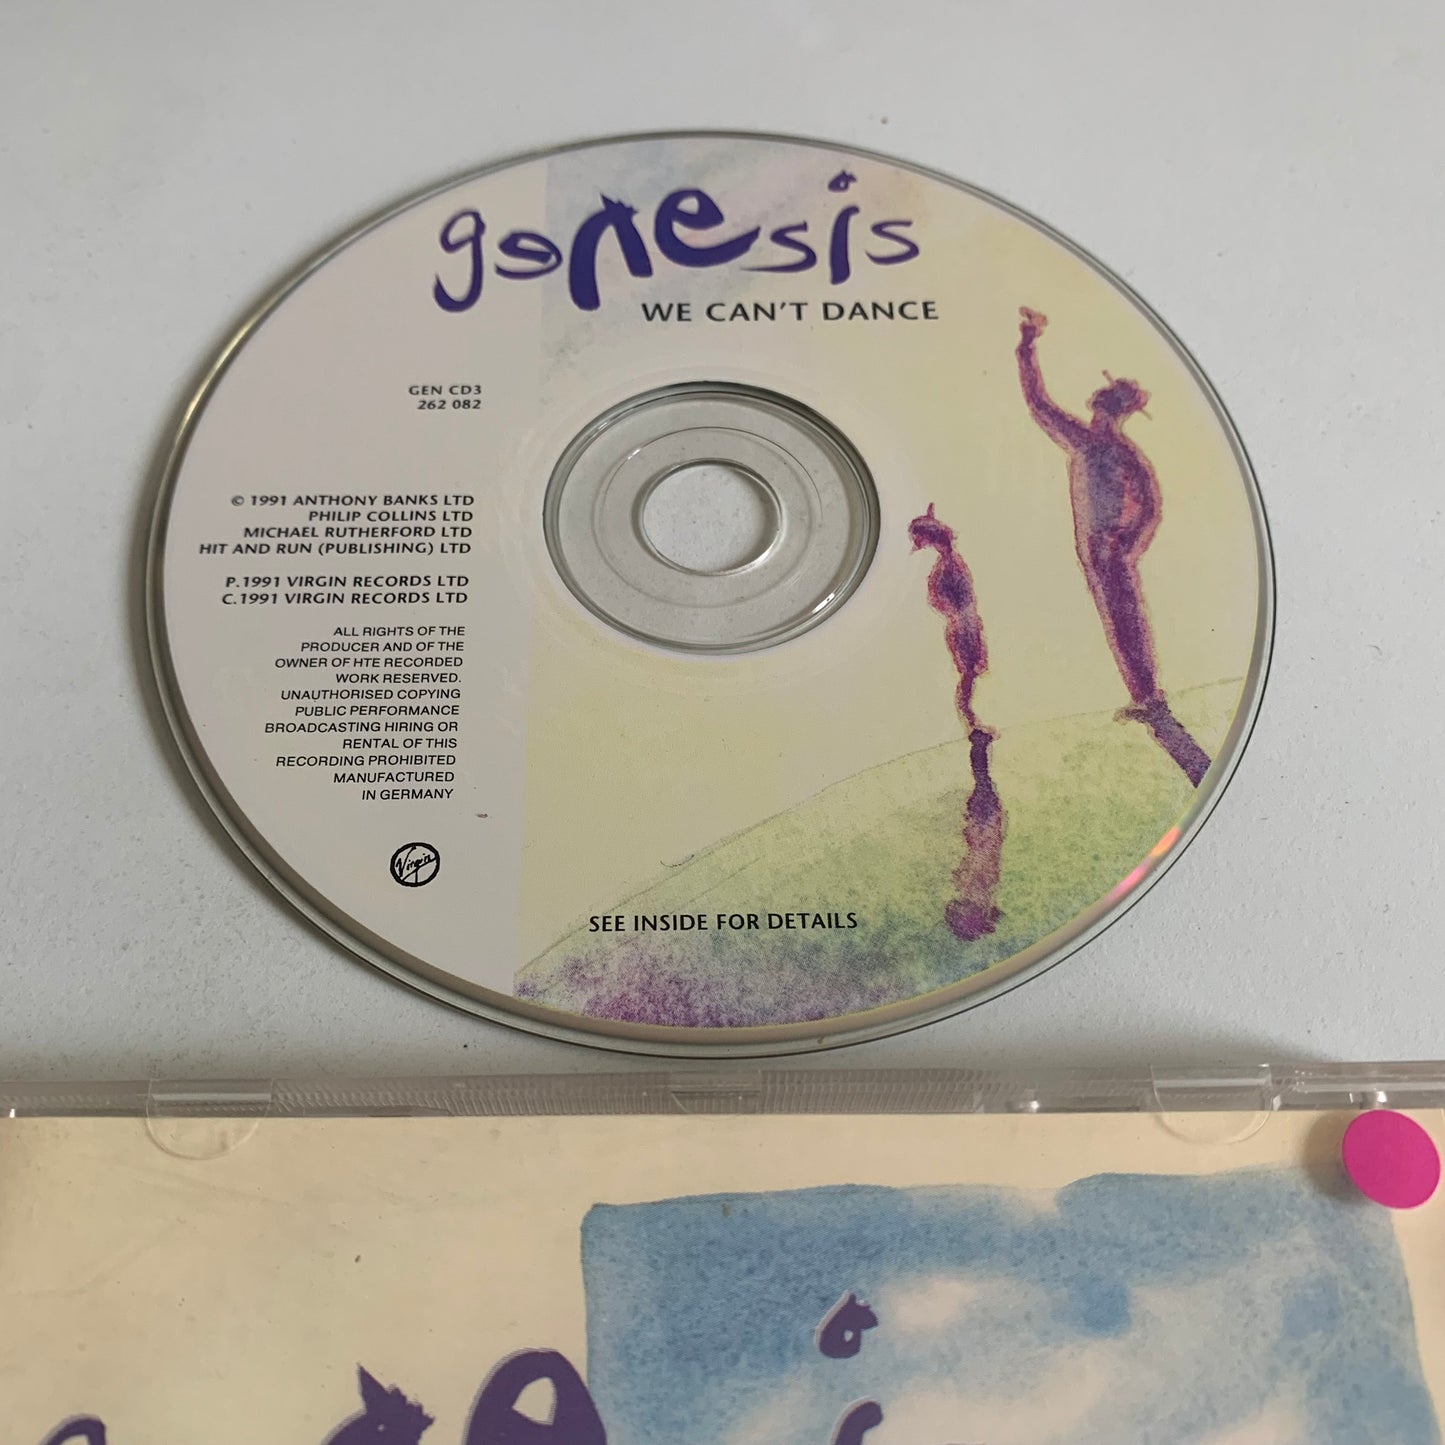 genesis
WE CAN'T DANCE
GEN CD3
262 082
© 1991 ANTHONY BANKS LTD
PHILIP COLLINS LTD
MICHAEL RUTHERFORD LTD
HIT AND RUN (PUBLISHING) LTD
P.1991 VIRGIN RECORDS LTD
C.1991 VIRGIN RECORDS LTD
ALL RIGHTS OF THE
PRODUCER AND OF THE
OWNER OF HTE RECORDED
WORK RESERVED.
UNAUTHORISED COPYING
PUBLIC PERFORMANCE
BROADCASTING HIRING OR
RENTAL OF THIS
RECORDING PROHIBITED
MANUFACTURED
IN GERMANY
Virgin
SEE INSIDE FOR DETAILS